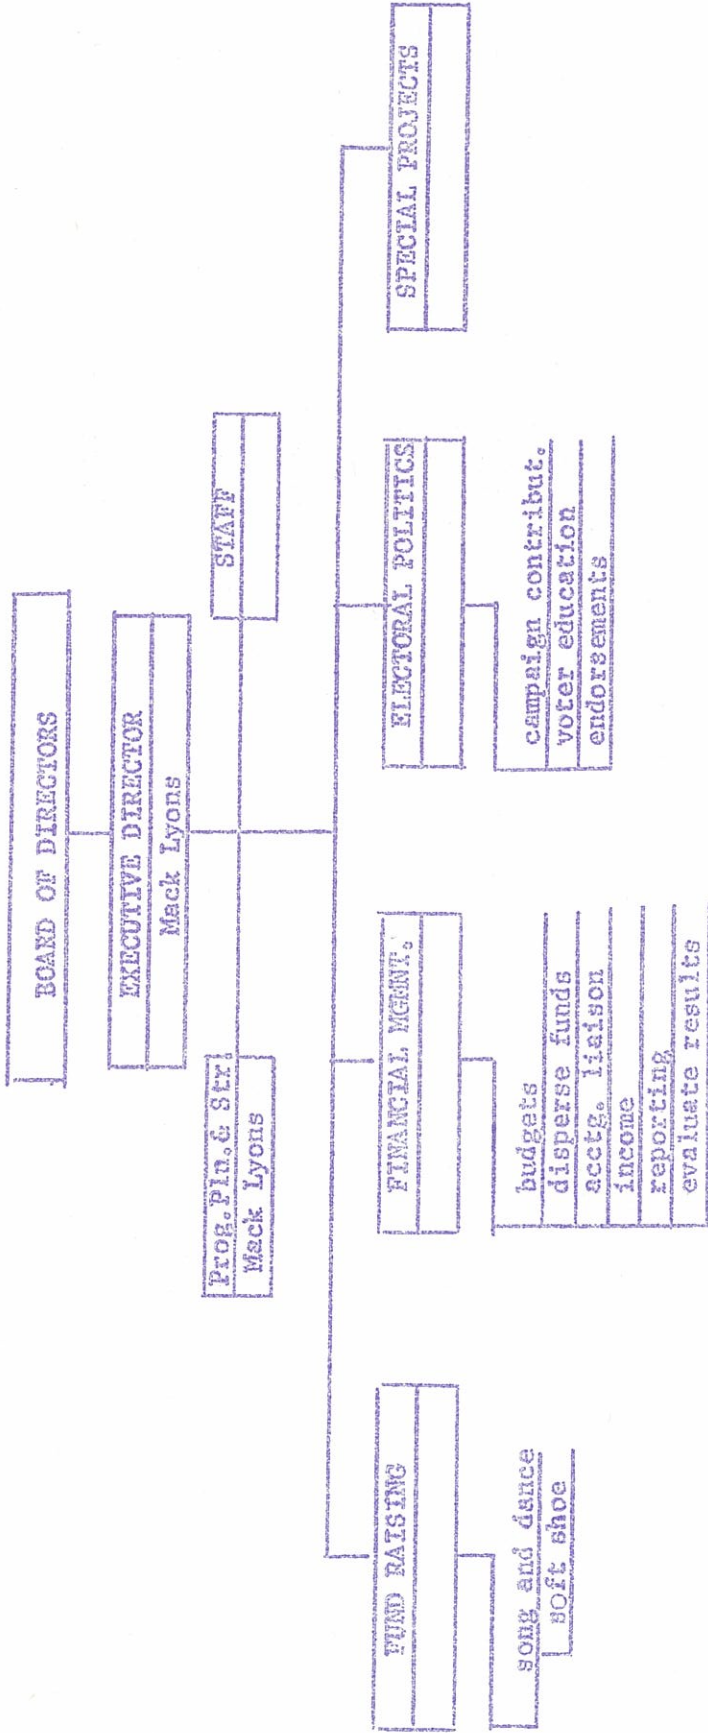 BOARD OF DIRECTORS
EXECUTIVE DIRECTOR
Mack Lyons
Prog.Pln.& Str.
Mack Lyons
STAFF
FUND RAISING
song and dance
soft shoe
FINANCIAL MGMNT.
budgets
disperse funds
acctg. liaison
income
reporting
evaluate results
ELECTORAL POLITICS
campaign contribut.
voter education
endorsements
SPECIAL PROJECTS